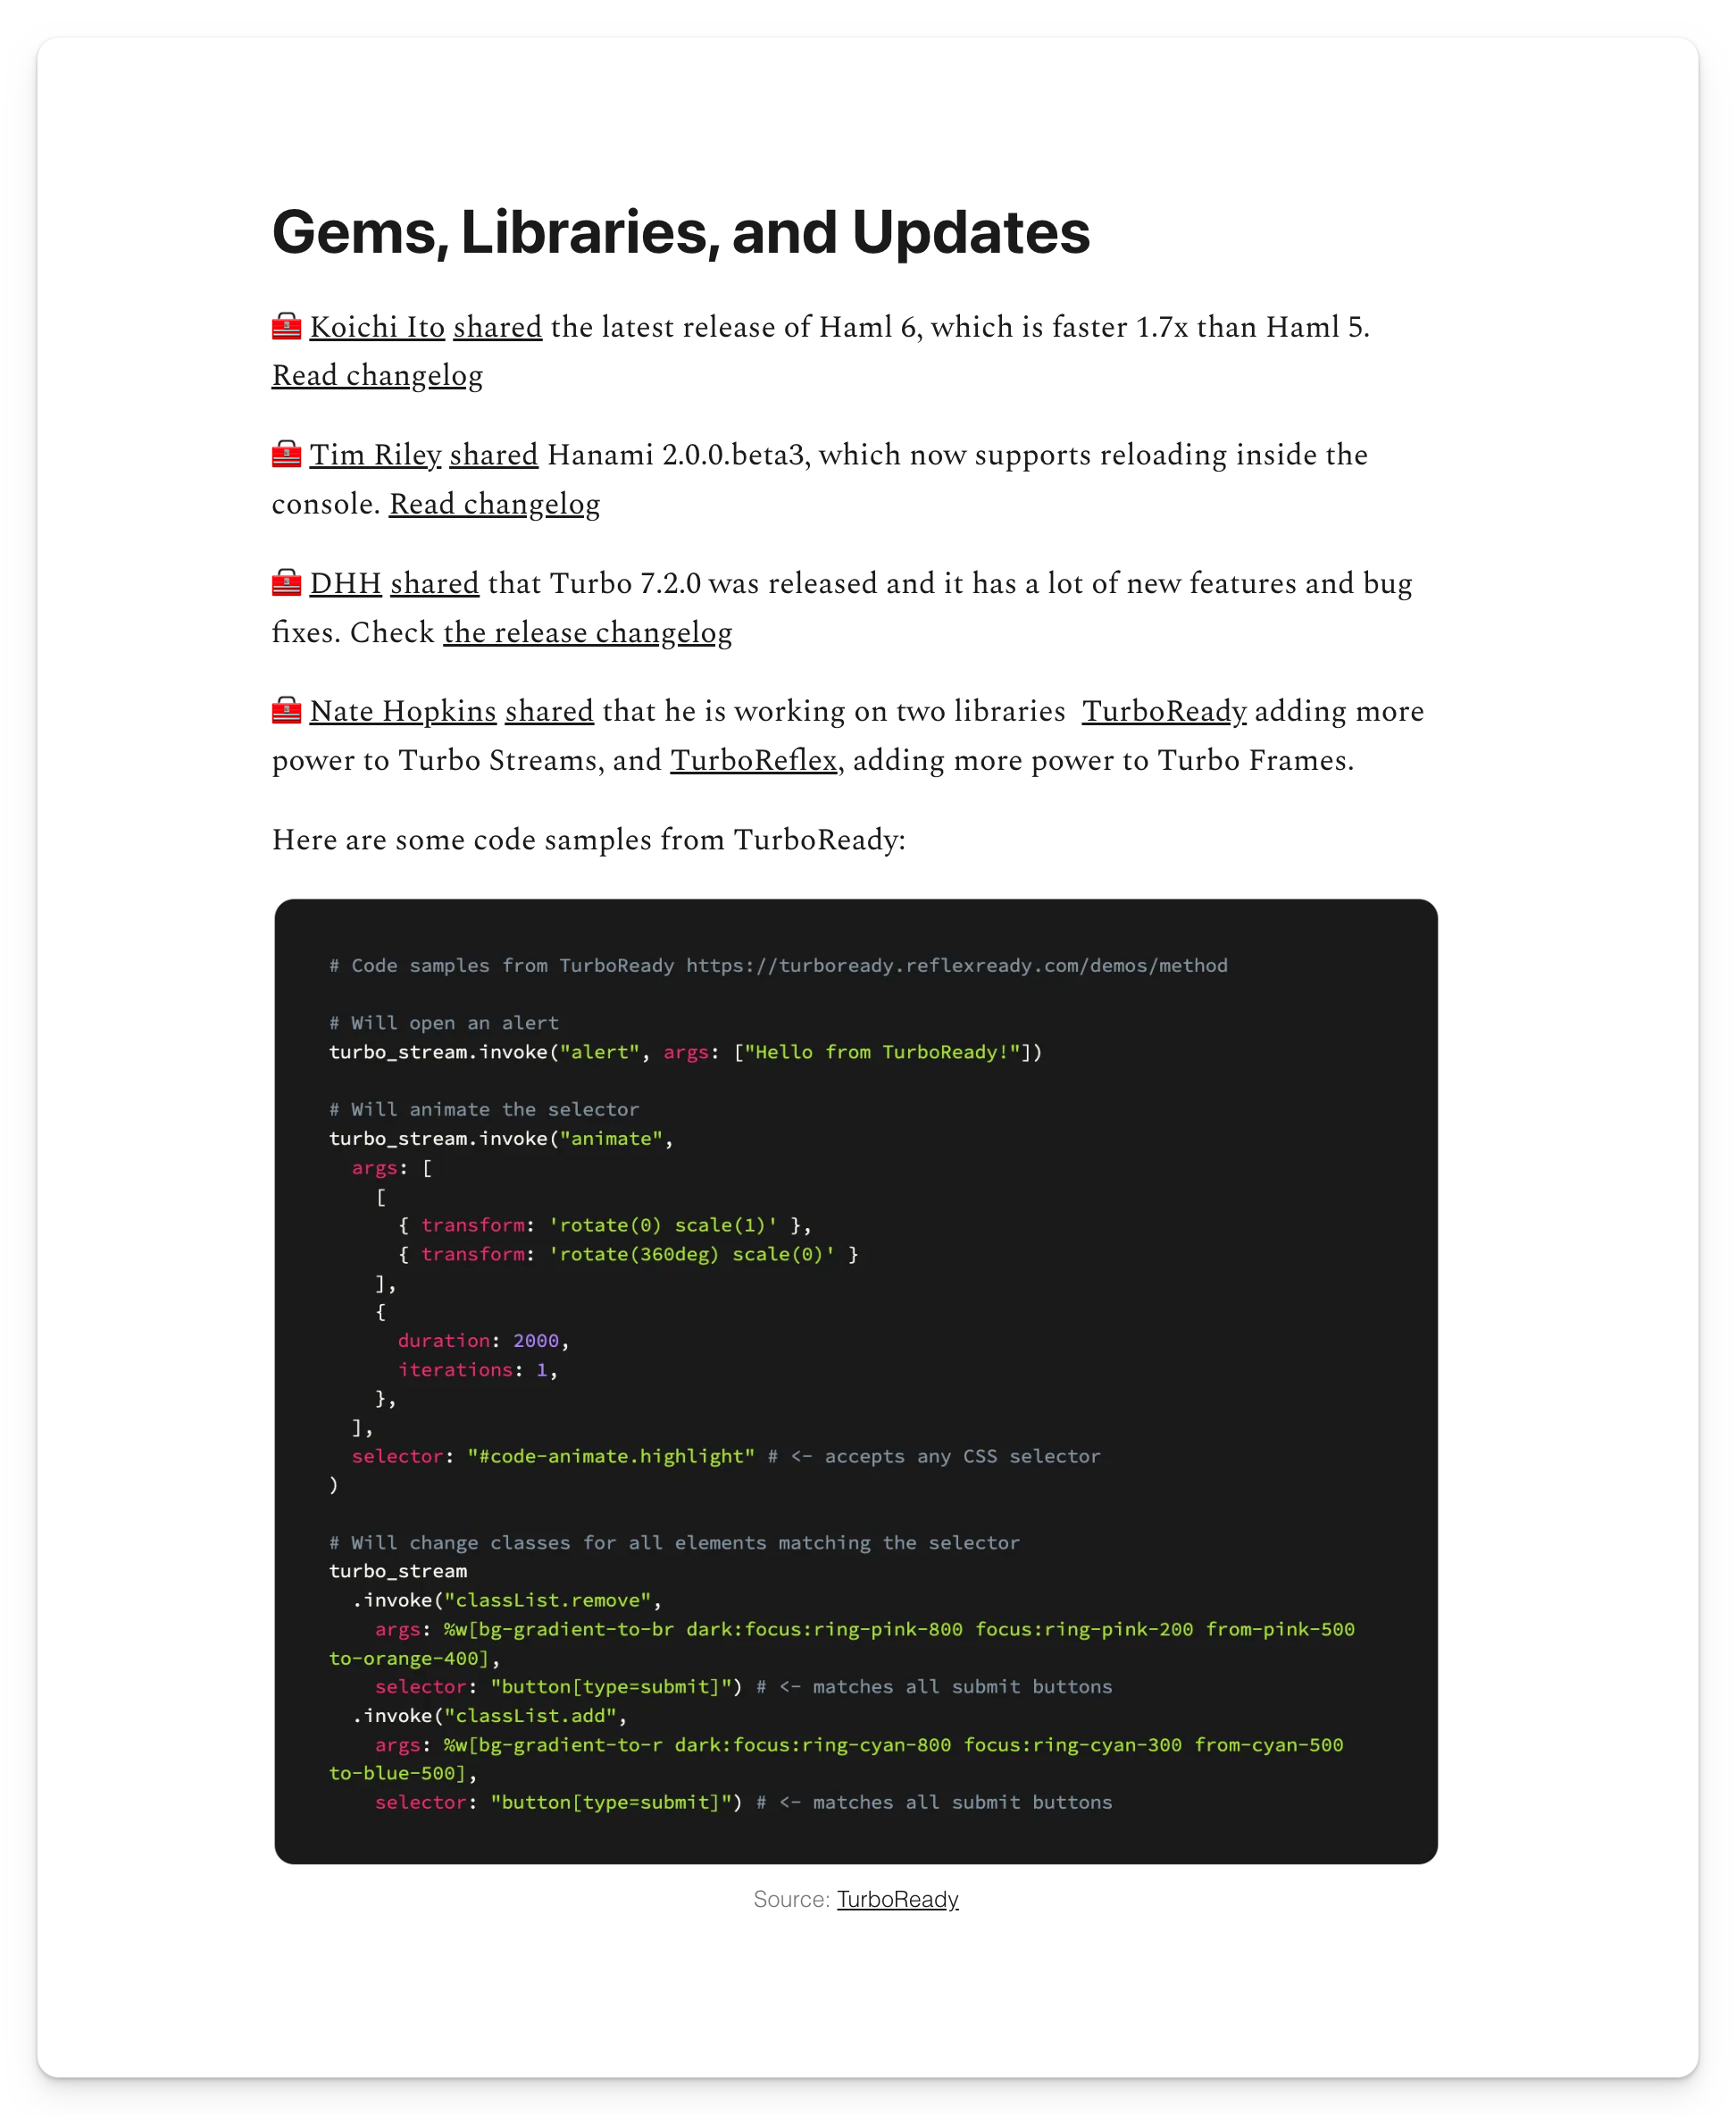 Gems, Libraries, and Updates
🧰 Koichi Ito shared the latest release of Haml 6, which is faster 1.7x than Haml 5.
Read changelog
🧰 Tim Riley shared Hanami 2.0.0.beta3, which now supports reloading inside the
console. Read changelog
🧰 DHH shared that Turbo 7.2.0 was released and it has a lot of new features and bug
fixes. Check the release changelog
🧰 Nate Hopkins shared that he is working on two libraries  TurboReady adding more
power to Turbo Streams, and TurboReflex, adding more power to Turbo Frames.
Here are some code samples from TurboReady:
# Code samples from TurboReady https://turboready.reflexready.com/demos/method
# Will open an alert
turbo_stream.invoke("alert", args: ["Hello from TurboReady!"])
# Will animate the selector
turbo_stream.invoke("animate",
  args: [
    [
      { transform: 'rotate(0) scale(1)' },
      { transform: 'rotate(360deg) scale(0)' }
    ],
    {
      duration: 2000,
      iterations: 1,
    },
  ],
  selector: "#code-animate.highlight" # <- accepts any CSS selector
)
# Will change classes for all elements matching the selector
turbo_stream
  .invoke("classList.remove",
    args: %w[bg-gradient-to-br dark:focus:ring-pink-800 focus:ring-pink-200 from-pink-500
to-orange-400],
    selector: "button[type=submit]") # <- matches all submit buttons
  .invoke("classList.add",
    args: %w[bg-gradient-to-r dark:focus:ring-cyan-800 focus:ring-cyan-300 from-cyan-500
to-blue-500],
    selector: "button[type=submit]") # <- matches all submit buttons
Source: TurboReady